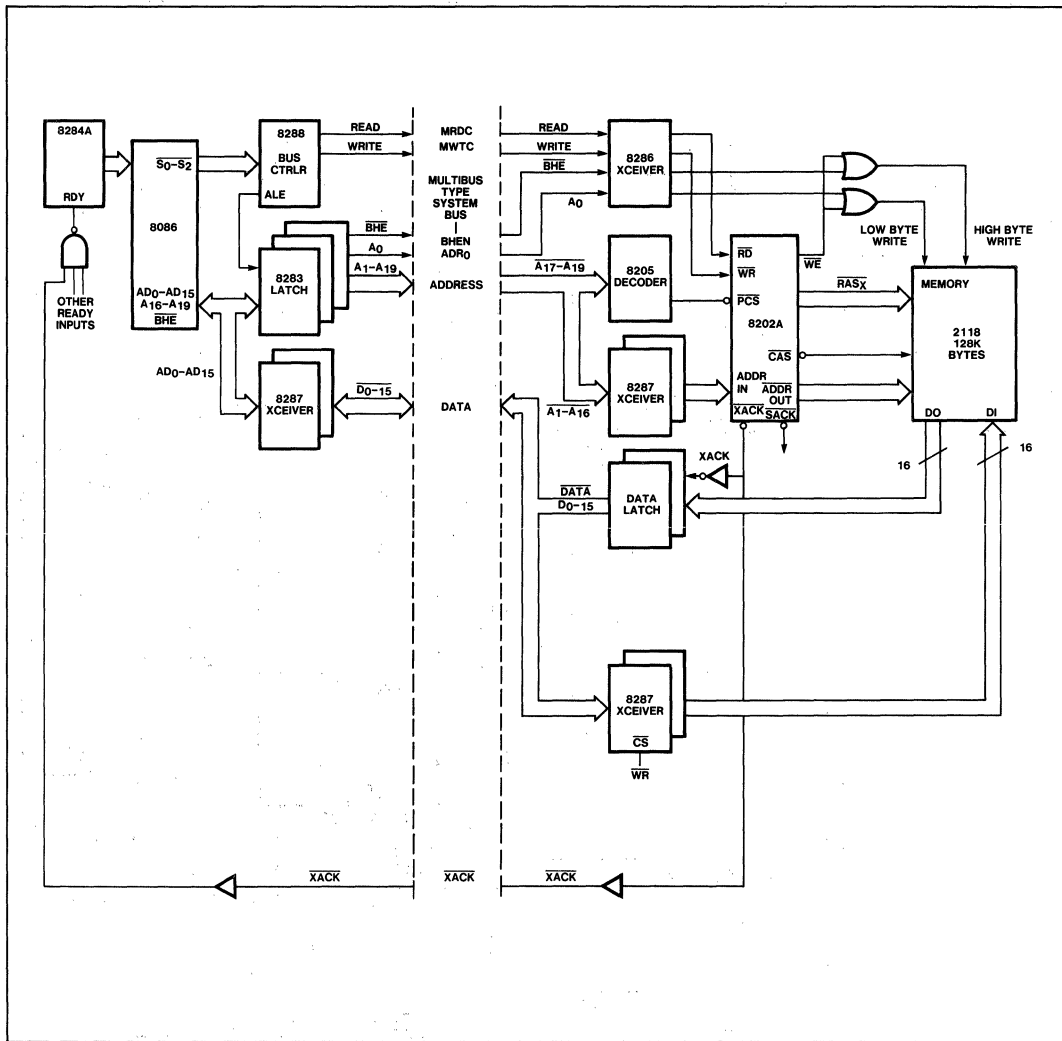 8284A
RDY
OTHER
READY
INPUTS
S0–S2
8086
AD0–AD15
A16–A19
BHE
AD0–AD15
8288
BUS
CTRLR
ALE
8283
LATCH
8287
XCEIVER
READ
WRITE
BHE
A0
A1–A19
D0–15
MRDC
MWTC
MULTIBUS
TYPE
SYSTEM
BUS
|
BHEN
ADR0
ADDRESS
DATA
XACK
READ
WRITE
BHE
A0
A17–A19
A1–A16
8286
XCEIVER
8205
DECODER
8287
XCEIVER
RD
WR
PCS
8202A
ADDR
IN
XACK
WE
RASX
CAS
ADDR
OUT
SACK
LOW BYTE
WRITE
HIGH BYTE
WRITE
MEMORY
2118
128K
BYTES
DO
DI
16
16
XACK
DATA
D0–15
DATA
LATCH
8287
XCEIVER
CS
WR
XACK
XACK